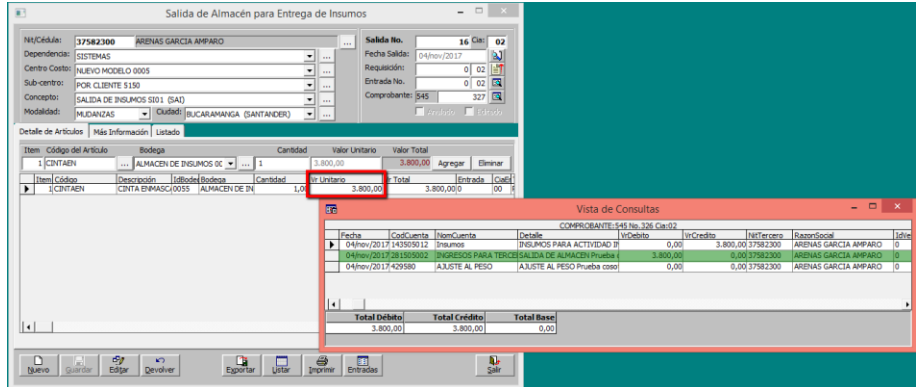 Salida de Almacén para Entrega de Insumos
Nit/Cédula: 37582300 ARENAS GARCIA AMPARO ...
Salida No. 16 Cia: 02
Dependencia: SISTEMAS ...
Fecha Salida: 04/nov/2017
Centro Costo: NUEVO MODELO 0005 ...
Requisición: 0 02
Sub-centro: POR CLIENTE 5150 ...
Entrada No. 0 02
Concepto: SALIDA DE INSUMOS SI01 (SAI) ...
Comprobante: 545 327
Modalidad: MUDANZAS Ciudad: BUCARAMANGA (SANTANDER) ...
Anulado Editado
Detalle de Artículos Más Información Listado
Item Código del Artículo Bodega Cantidad Valor Unitario Valor Total
1 CINTAEN ... ALMACEN DE INSUMOS 0C ... 1 3.800,00 3.800,00 Agregar Eliminar
Item Código Descripción IdBode Bodega Cantidad Vr Unitario Vr Total Entrada CiaE
1 CINTAEN CINTA ENMASC 0055 ALMACEN DE IN 1,00 3.800,00 3.800,00 0 00
Vista de Consultas
COMPROBANTE:545 No.326 Cia:02
Fecha CodCuenta NomCuenta Detalle VrDebito VrCredito NitTercero RazonSocial IdVe
04/nov/2017 143505012 Insumos INSUMOS PARA ACTIVIDAD 0,00 3.800,00 37582300 ARENAS GARCIA AMPARO 0
04/nov/2017 281505002 INGRESOS PARA TERCE SALIDA DE ALMACEN Prueba 3.800,00 0,00 37582300 ARENAS GARCIA AMPARO 0
04/nov/2017 429580 AJUSTE AL PESO AJUSTE AL PESO Prueba coso 0,00 0,00 37582300 ARENAS GARCIA AMPARO 0
Total Débito Total Crédito Total Base
3.800,00 3.800,00 0,00
Nuevo Guardar Editar Devolver Exportar Listar Imprimir Entradas Salir